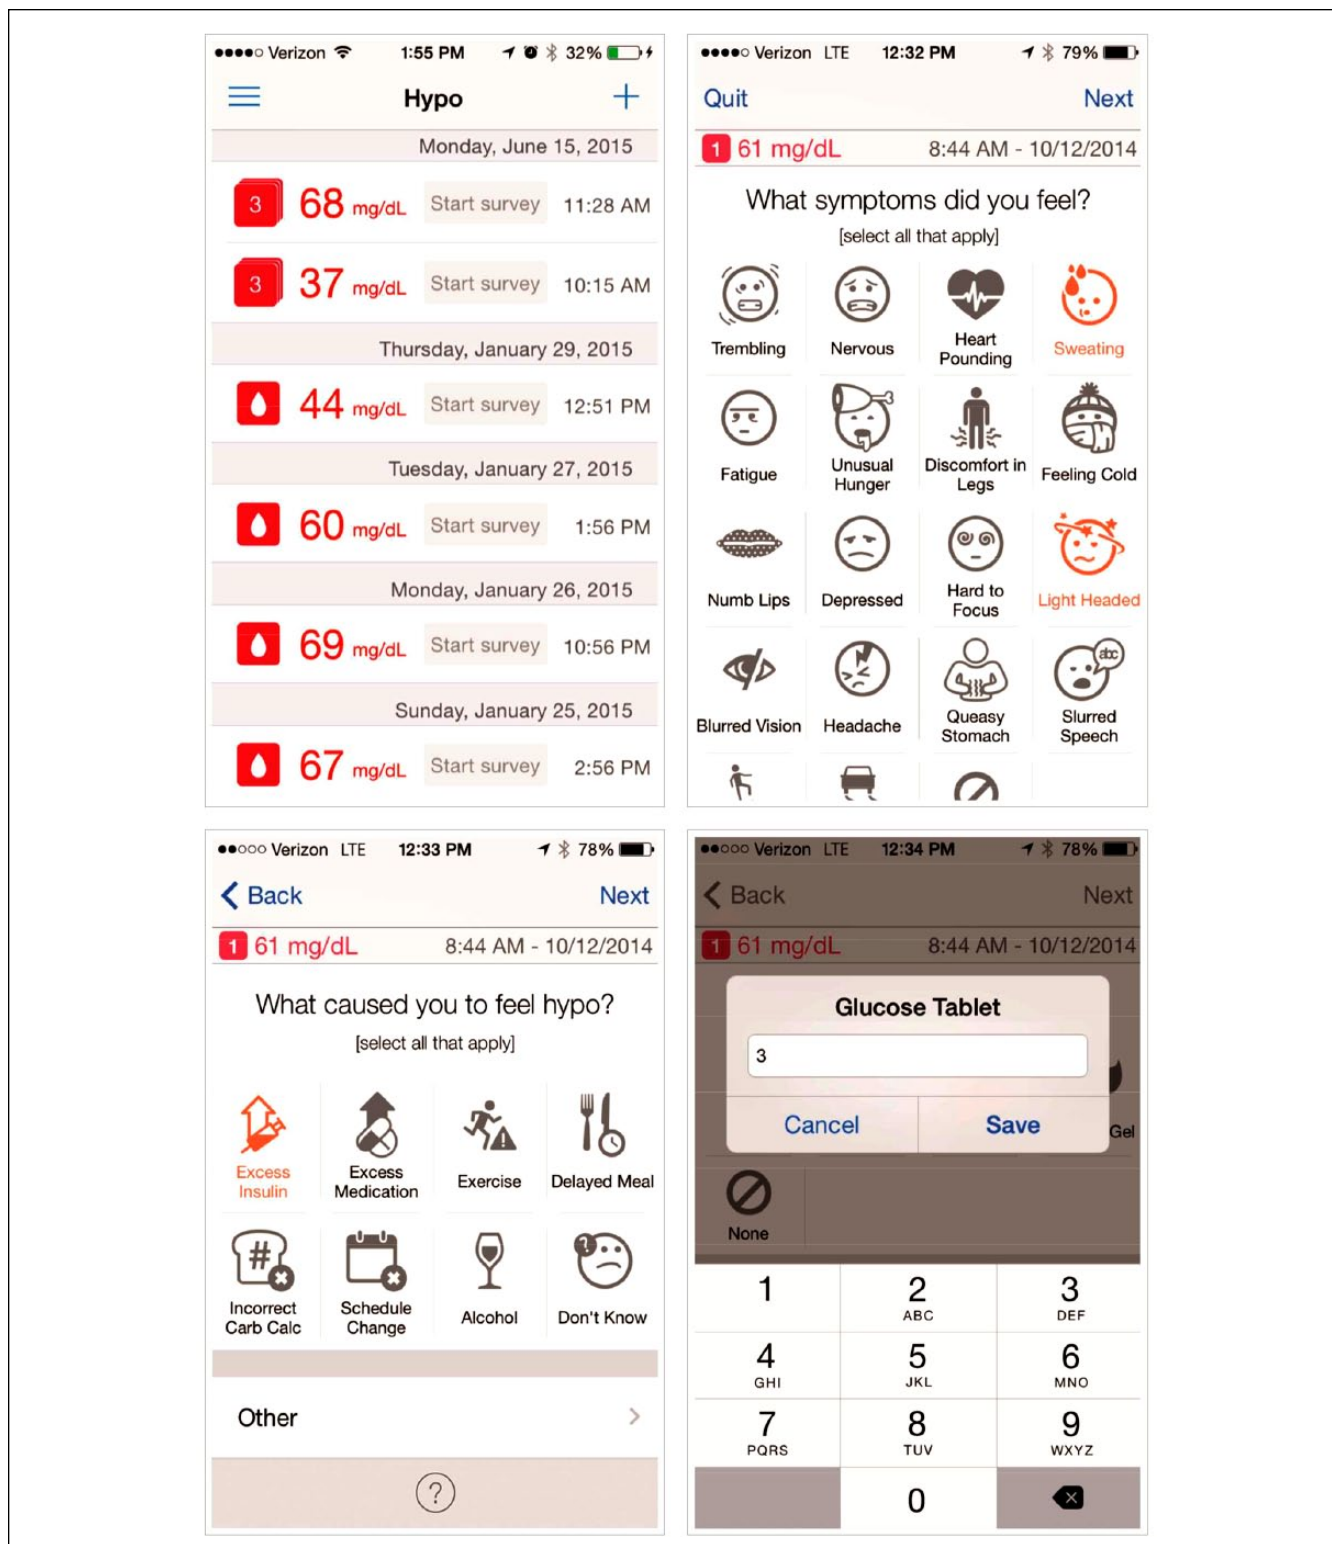 Verizon 1:55 PM 32%
Hypo +
Monday, June 15, 2015
3 68 mg/dL Start survey 11:28 AM
3 37 mg/dL Start survey 10:15 AM
Thursday, January 29, 2015
44 mg/dL Start survey 12:51 PM
Tuesday, January 27, 2015
60 mg/dL Start survey 1:56 PM
Monday, January 26, 2015
69 mg/dL Start survey 10:56 PM
Sunday, January 25, 2015
67 mg/dL Start survey 2:56 PM
Verizon LTE 12:32 PM 79%
Quit Next
1 61 mg/dL 8:44 AM - 10/12/2014
What symptoms did you feel?
[select all that apply]
Trembling Nervous Heart Pounding Sweating
Fatigue Unusual Hunger Discomfort in Legs Feeling Cold
Numb Lips Depressed Hard to Focus Light Headed
abc
Blurred Vision Headache Queasy Stomach Slurred Speech
Verizon LTE 12:33 PM 78%
Back Next
1 61 mg/dL 8:44 AM - 10/12/2014
What caused you to feel hypo?
[select all that apply]
Excess Insulin Excess Medication Exercise Delayed Meal
#
?
Incorrect Carb Calc Schedule Change Alcohol Don't Know
Other
?
Verizon LTE 12:34 PM 78%
Back Next
1 61 mg/dL 8:44 AM - 10/12/2014
Glucose Tablet
3
Cancel Save
Gel
None
1 2 3
ABC DEF
4 5 6
GHI JKL MNO
7 8 9
PQRS TUV WXYZ
0